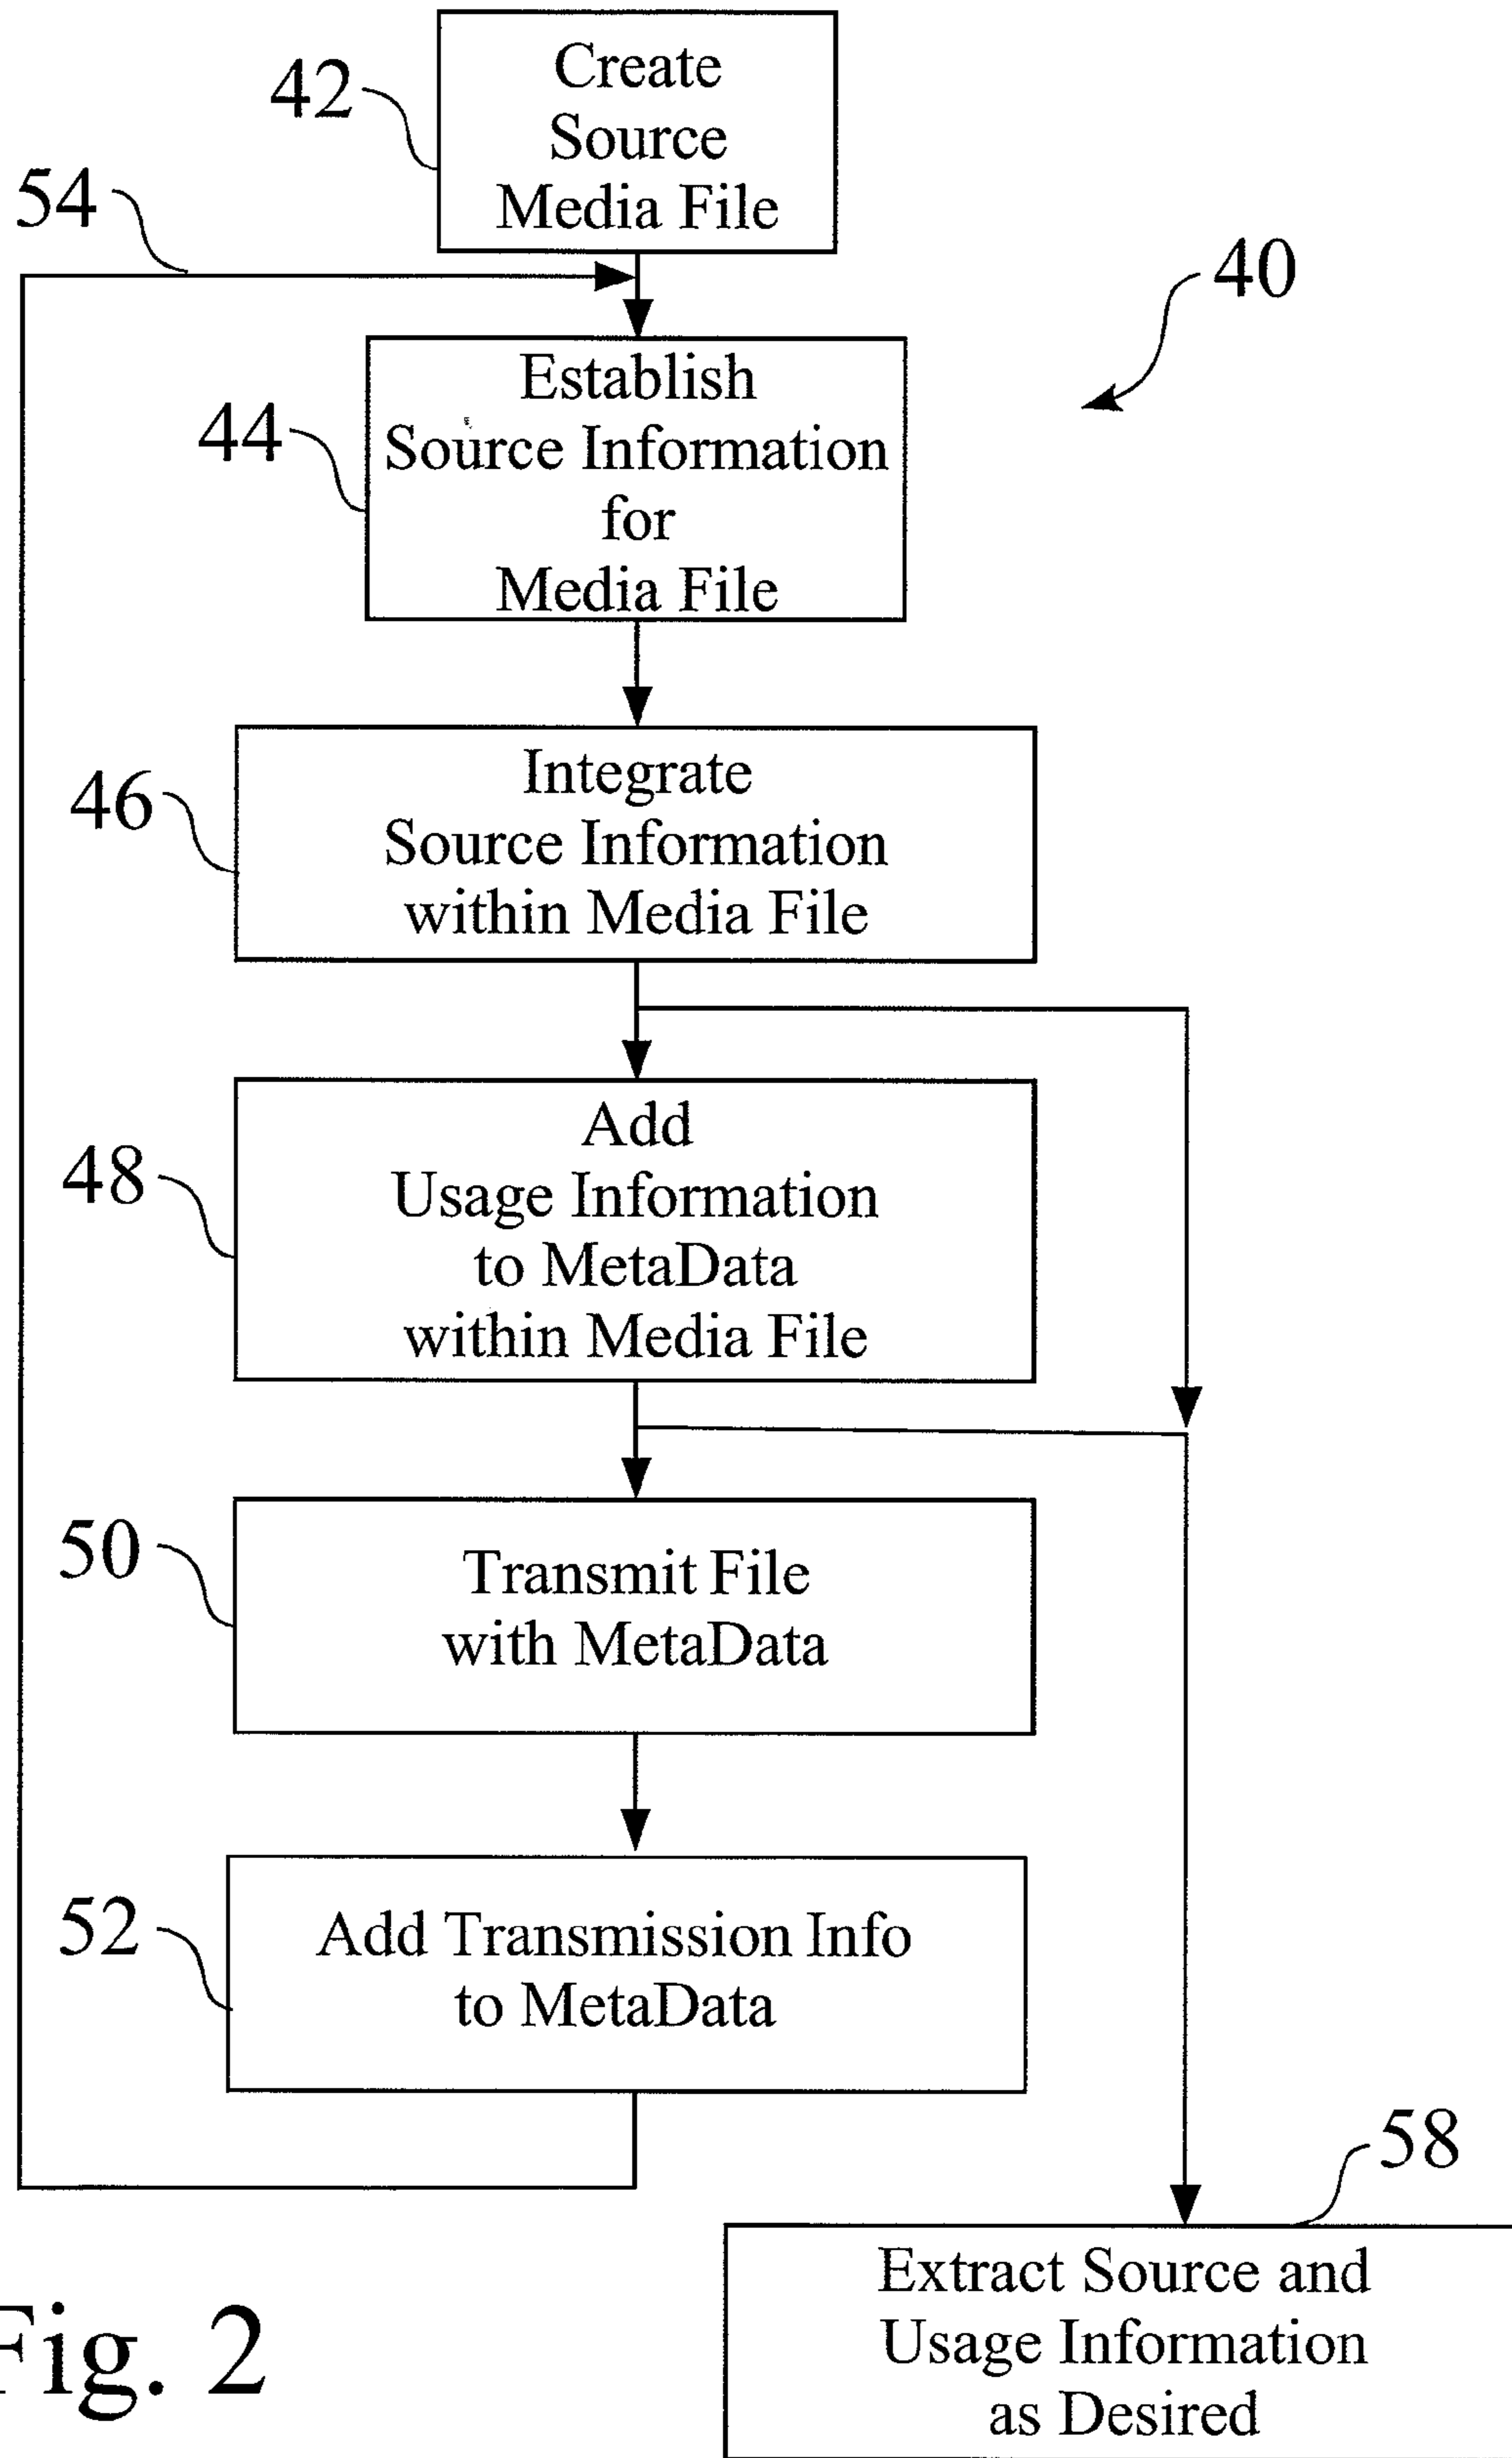 42
Create
Source
Media File
54
40
44
Establish
Source Information
for
Media File
46
Integrate
Source Information
within Media File
48
Add
Usage Information
to MetaData
within Media File
50
Transmit File
with MetaData
52
Add Transmission Info
to MetaData
58
Extract Source and
Usage Information
as Desired
Fig. 2